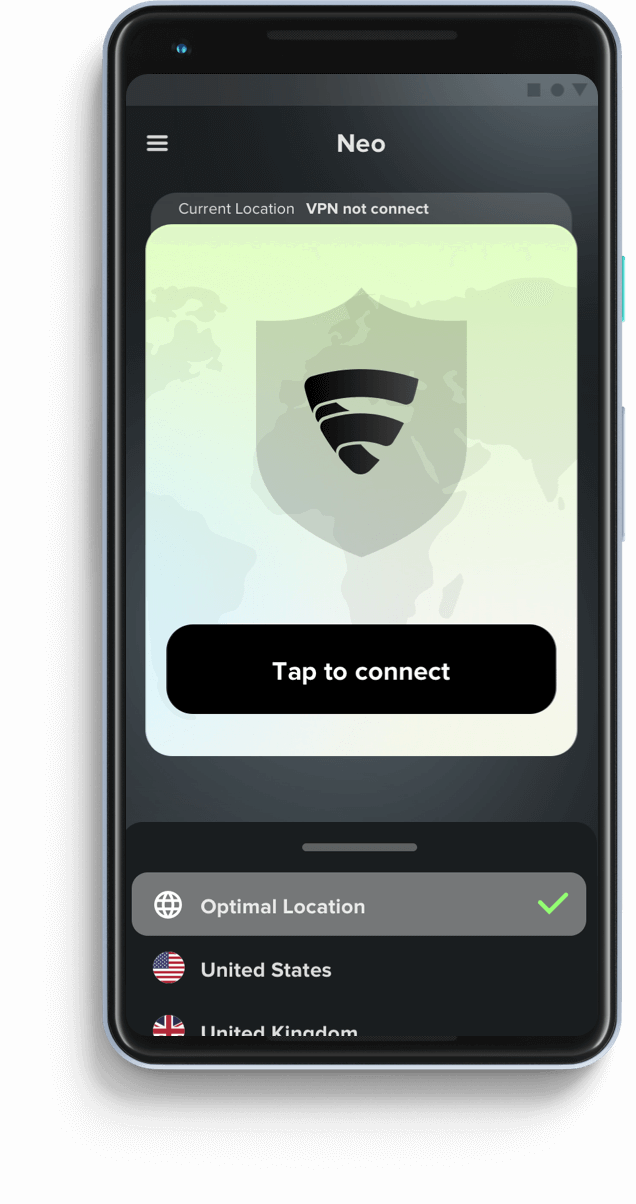 Neo
Current Location VPN not connect
Tap to connect
Optimal Location
United States
United Kingdom